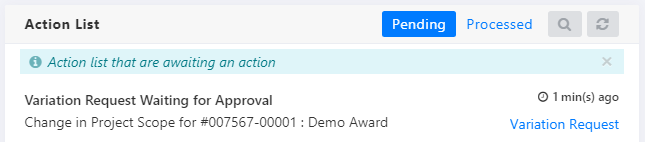 Action List Pending Processed
Action list that are awaiting an action
Variation Request Waiting for Approval 1 min(s) ago
Change in Project Scope for #007567-00001 : Demo Award
Variation Request